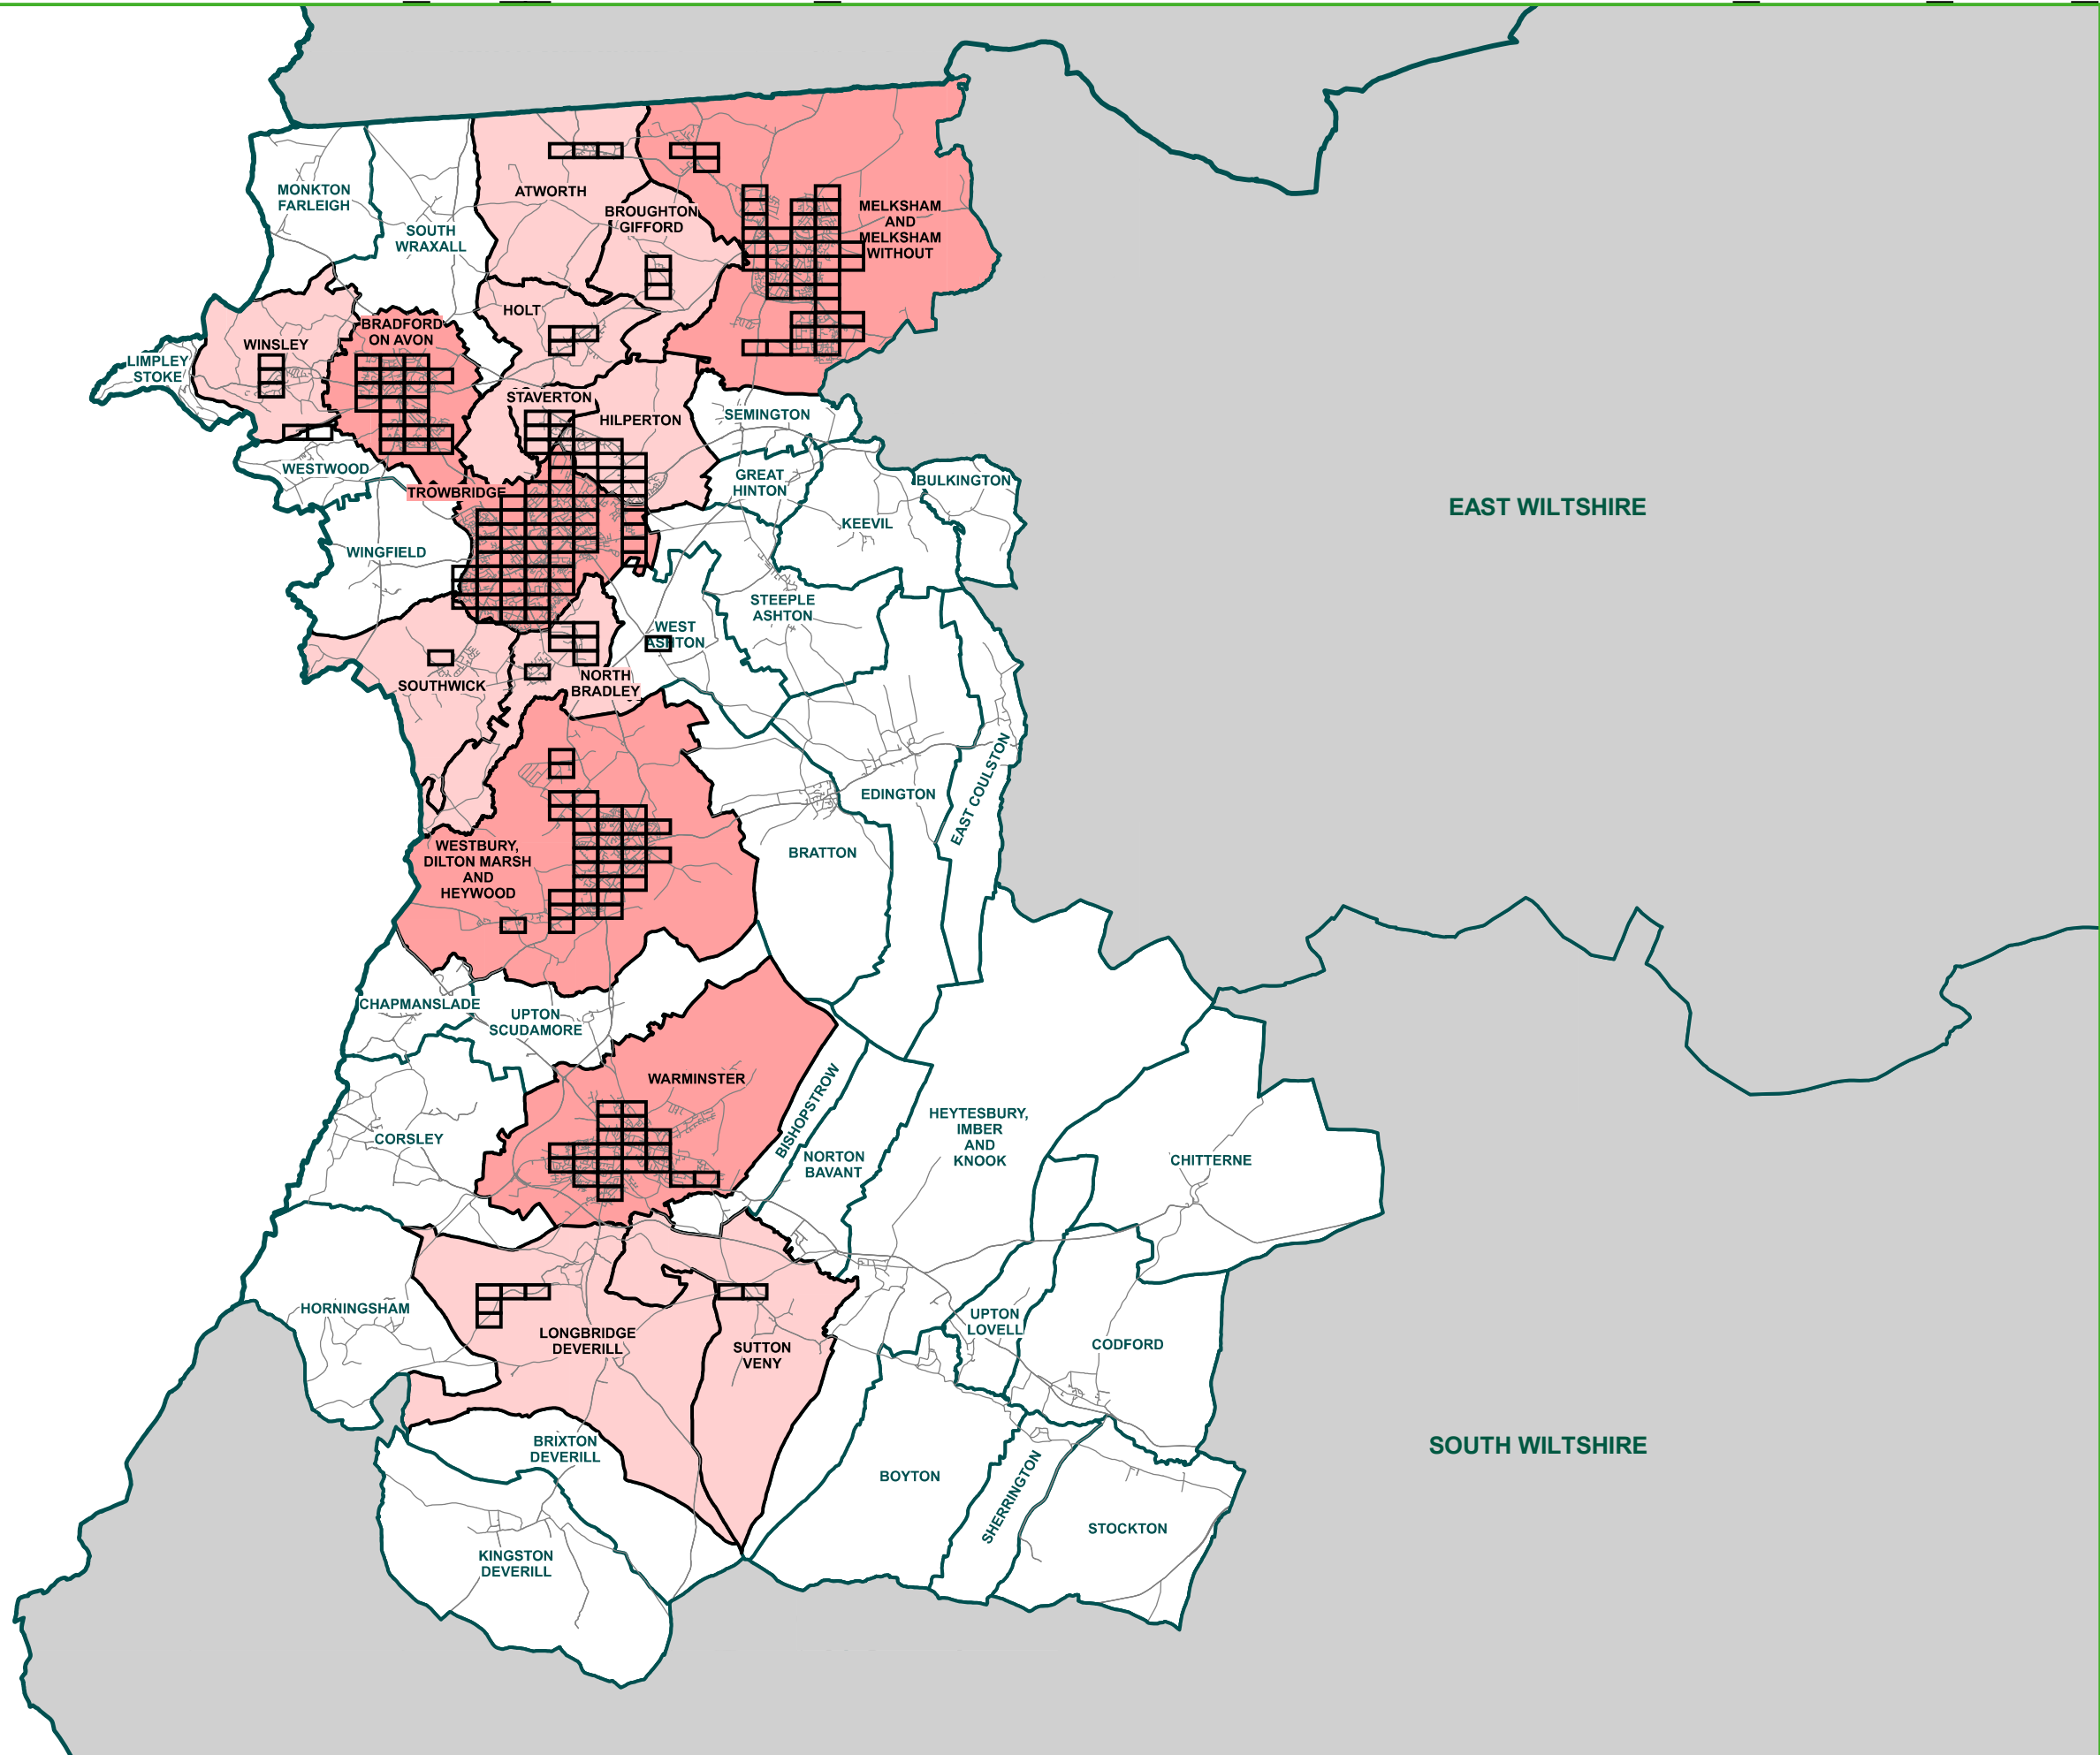 MONKTON
FARLEIGH
SOUTH
WRAXALL
ATWORTH
BROUGHTON
GIFFORD
MELKSHAM
AND
MELKSHAM
WITHOUT
HOLT
BRADFORD
ON AVON
WINSLEY
LIMPLEY
STOKE
STAVERTON
HILPERTON
SEMINGTON
WESTWOOD
TROWBRIDGE
GREAT
HINTON
BULKINGTON
KEEVIL
EAST WILTSHIRE
WINGFIELD
STEEPLE
ASHTON
WEST
ASHTON
SOUTHWICK
NORTH
BRADLEY
EDINGTON
EAST COULSTON
BRATTON
WESTBURY,
DILTON MARSH
AND
HEYWOOD
CHAPMANSLADE
UPTON
SCUDAMORE
WARMINSTER
BISHOPSTROW
NORTON
BAVANT
HEYTESBURY,
IMBER
AND
KNOOK
CHITTERNE
CORSLEY
HORNINGSHAM
LONGBRIDGE
DEVERILL
SUTTON
VENY
UPTON
LOVELL
CODFORD
BRIXTON
DEVERILL
BOYTON
SHERRINGTON
STOCKTON
KINGSTON
DEVERILL
SOUTH WILTSHIRE